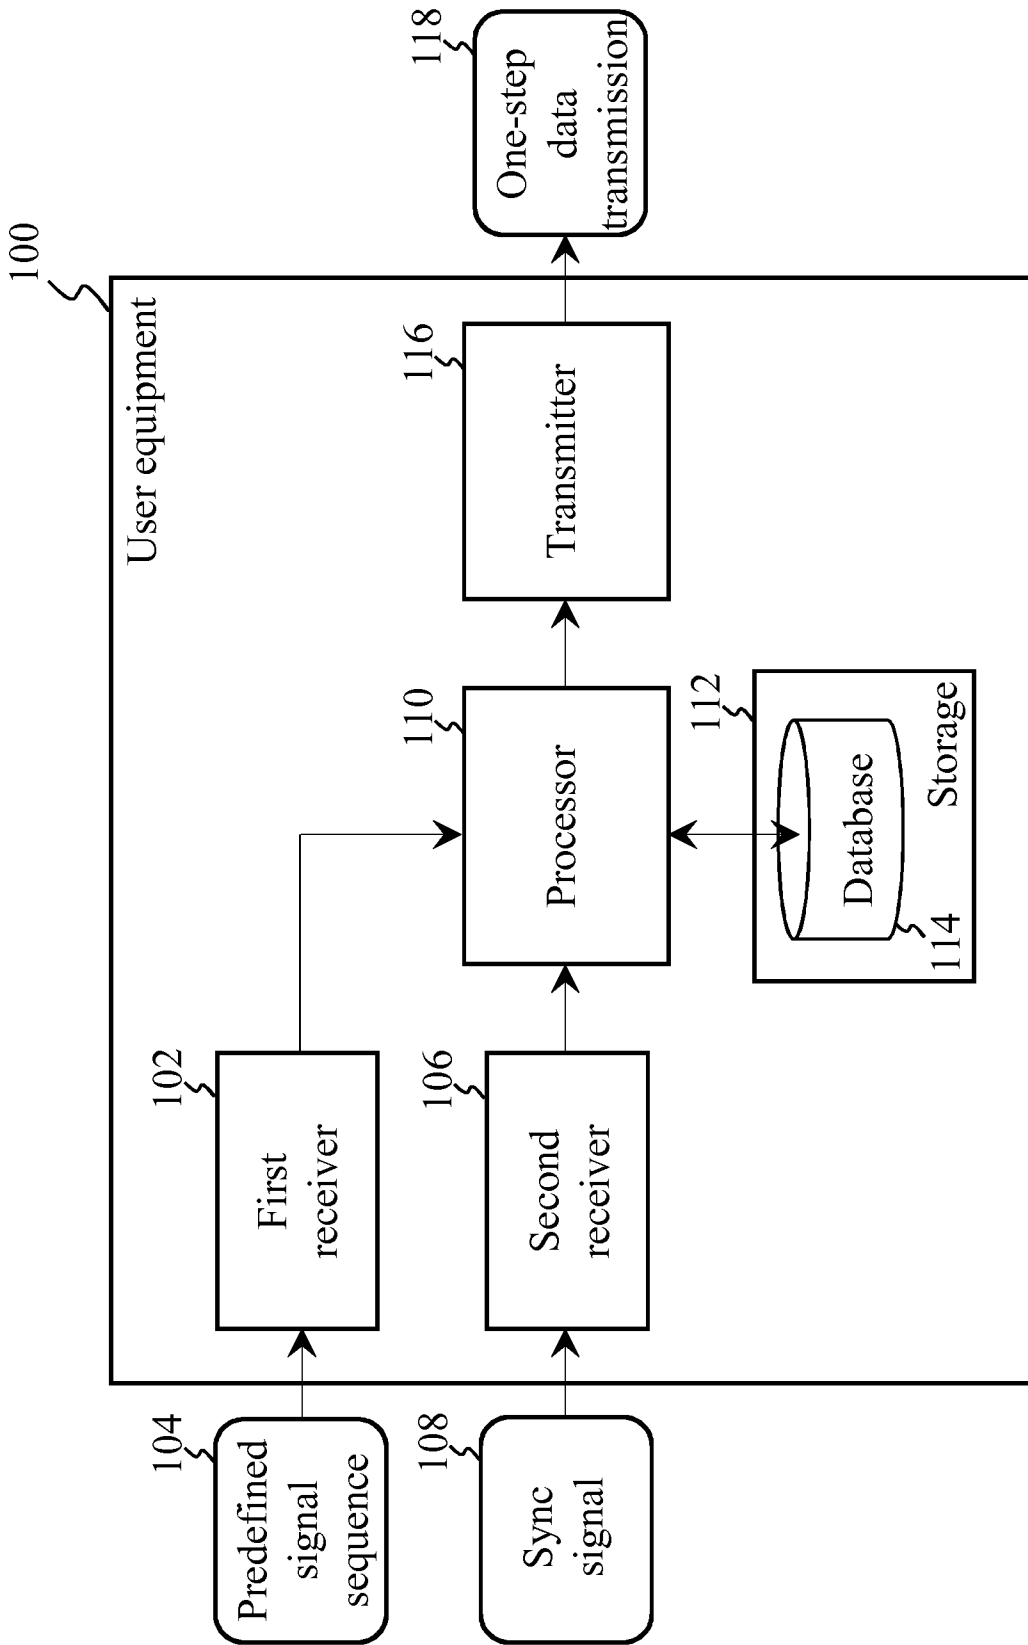 100
User equipment
104
Predefined
signal
sequence
102
First
receiver
108
Sync
signal
106
Second
receiver
110
Processor
116
Transmitter
118
One-step
data
transmission
112
114
Database
Storage